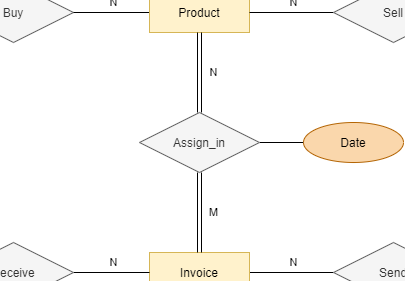 N
N
Buy
Product
Sell
N
Assign_in
Date
M
N
N
eceive
Invoice
Send